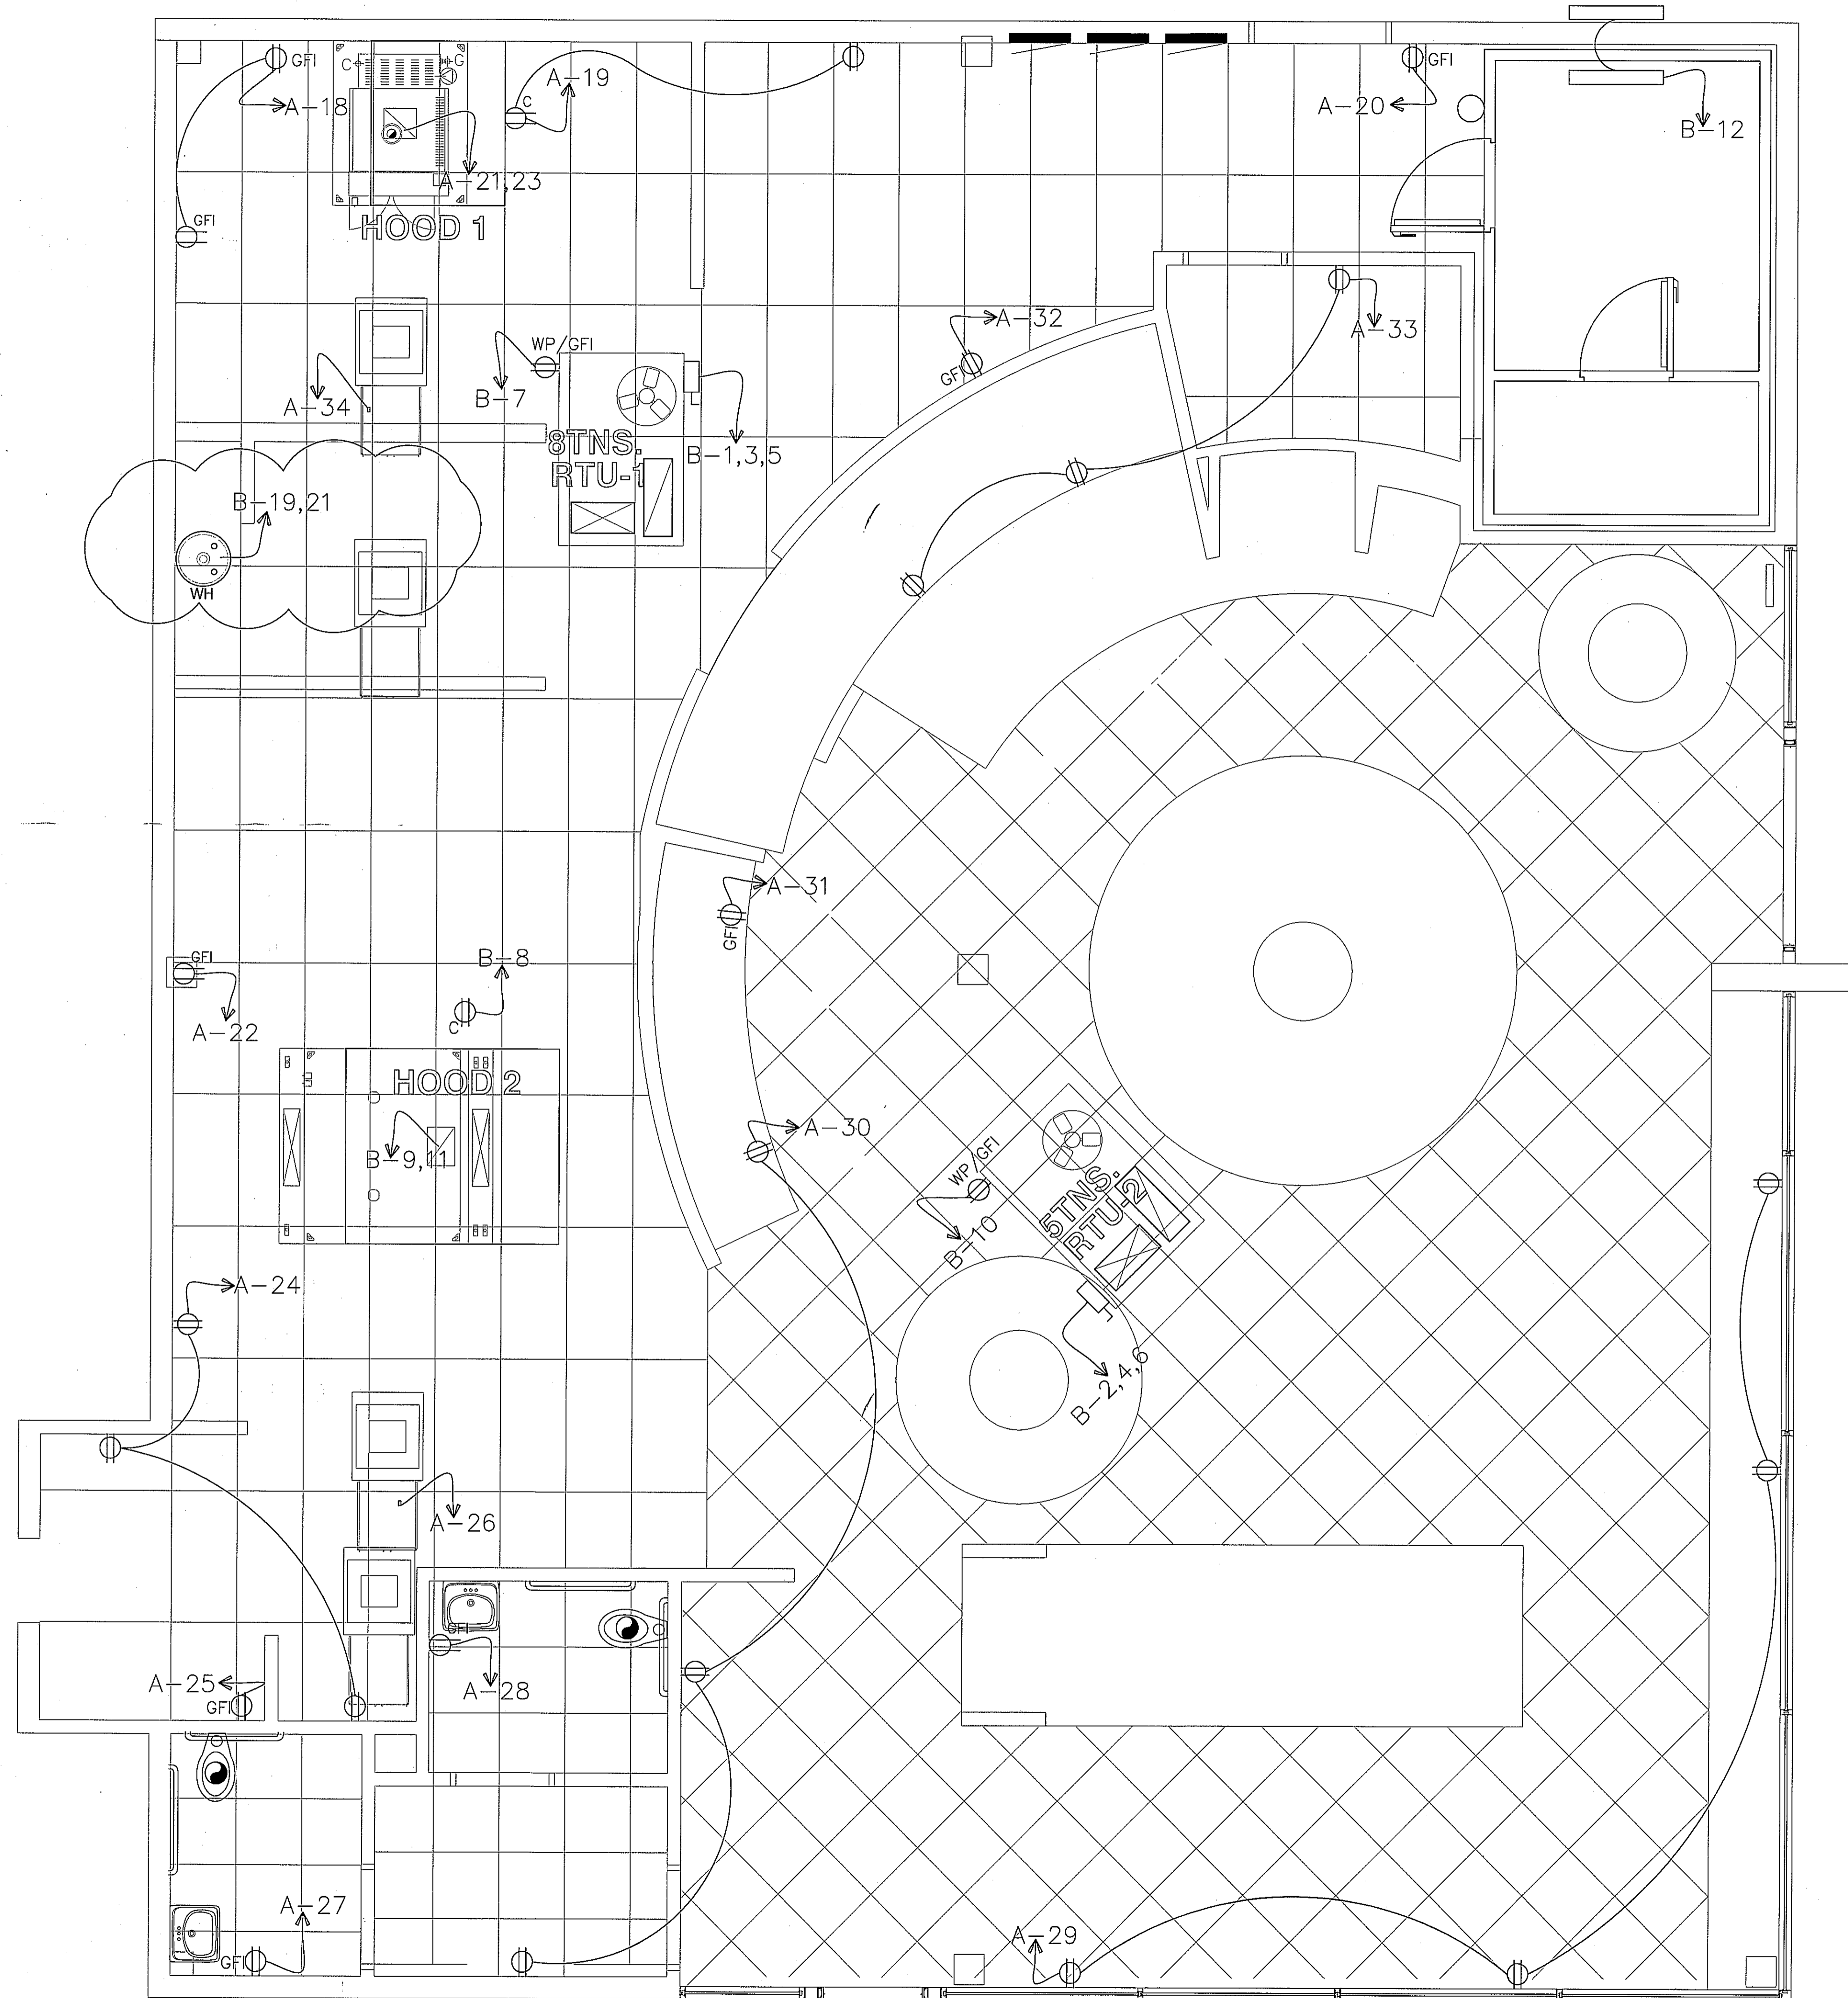 GFI
C
G
GFI
A-19
A-18
C
A-20
B-12
A-21,23
GFI
HOOD 1
A-32
A-33
WP/GFI
GFI
B-7
A-34
8TNS.
RTU-1
B-1,3,5
B-19,21
WH
A-31
GFI
GFI
B-8
A-22
C
HOOD 2
A-30
B-9,11
WP/GFI
5TNS.
RTU-2
B-10
A-24
B-2,4,6
A-26
GFI
A-25
GFI
A-28
A-27
GFI
A-29